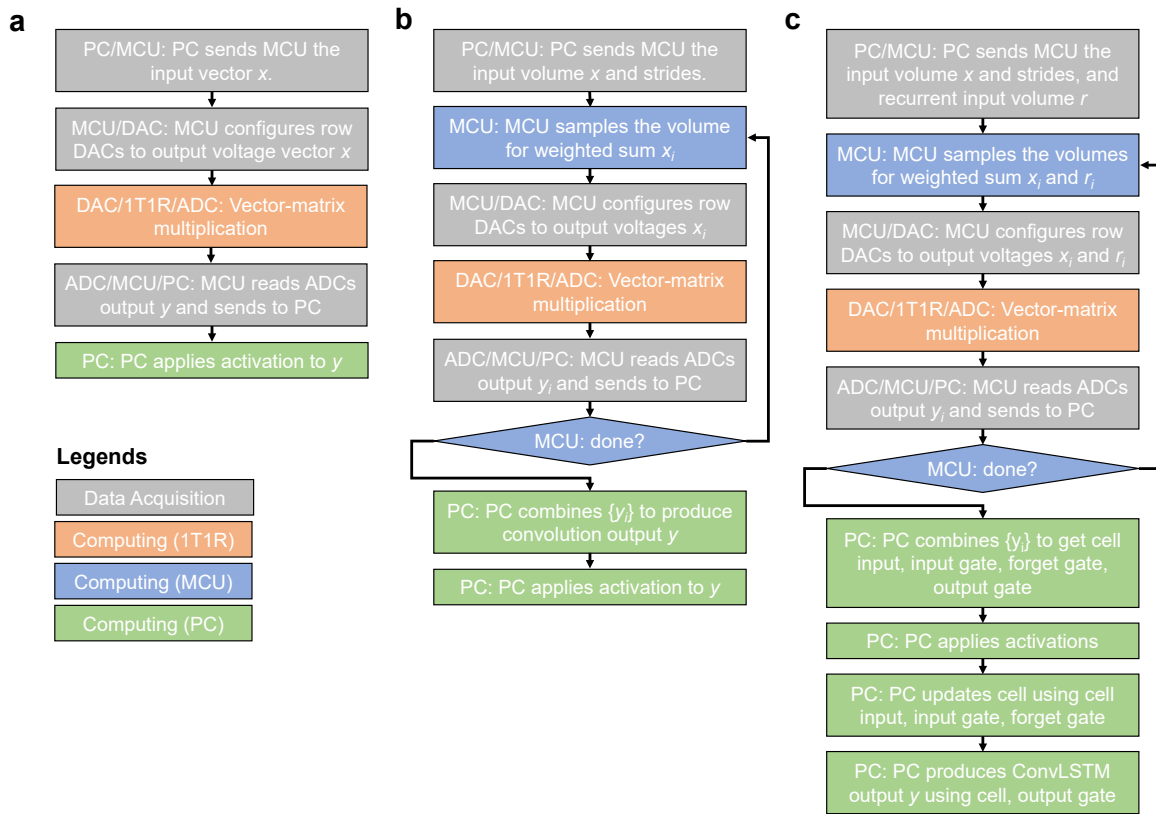 a
PC/MCU: PC sends MCU the
input vector x.
MCU/DAC: MCU configures row
DACs to output voltage vector x
DAC/1T1R/ADC: Vector-matrix
multiplication
ADC/MCU/PC: MCU reads ADCs
output y and sends to PC
PC: PC applies activation to y
Legends
Data Acquisition
Computing (1T1R)
Computing (MCU)
Computing (PC)
b
PC/MCU: PC sends MCU the
input volume x and strides.
MCU: MCU samples the volume
for weighted sum xi
MCU/DAC: MCU configures row
DACs to output voltages xi
DAC/1T1R/ADC: Vector-matrix
multiplication
ADC/MCU/PC: MCU reads ADCs
output yi and sends to PC
MCU: done?
PC: PC combines {yi} to produce
convolution output y
PC: PC applies activation to y
c
PC/MCU: PC sends MCU the
input volume x and strides, and
recurrent input volume r
MCU: MCU samples the volumes
for weighted sum xi and ri
MCU/DAC: MCU configures row
DACs to output voltages xi and ri
DAC/1T1R/ADC: Vector-matrix
multiplication
ADC/MCU/PC: MCU reads ADCs
output yi and sends to PC
MCU: done?
PC: PC combines {yi} to get cell
input, input gate, forget gate,
output gate
PC: PC applies activations
PC: PC updates cell using cell
input, input gate, forget gate
PC: PC produces ConvLSTM
output y using cell, output gate